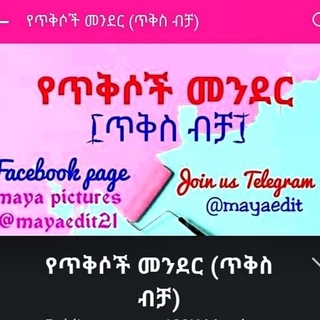 የጥቅሶች መንደር (ጥቅስ ብቻ)
የጥቅሶች መንደር
[ጥቅስ ብቻ]
Facebook page
maya pictures
@mayaedit21
Join us Telegram
@mayaedit
የጥቅሶች መንደር (ጥቅስ
ብቻ)